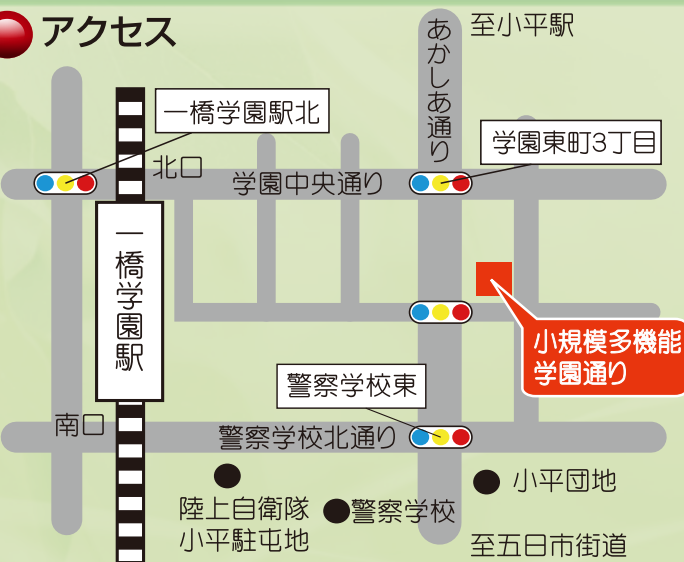 アクセス
至小平駅
あかしあ通り
一橋学園駅北
学園東町3丁目
北口
学園中央通り
一橋学園駅
小規模多機能
学園通り
警察学校東
南口
警察学校北通り
小平団地
陸上自衛隊
小平駐屯地
警察学校
至五日市街道